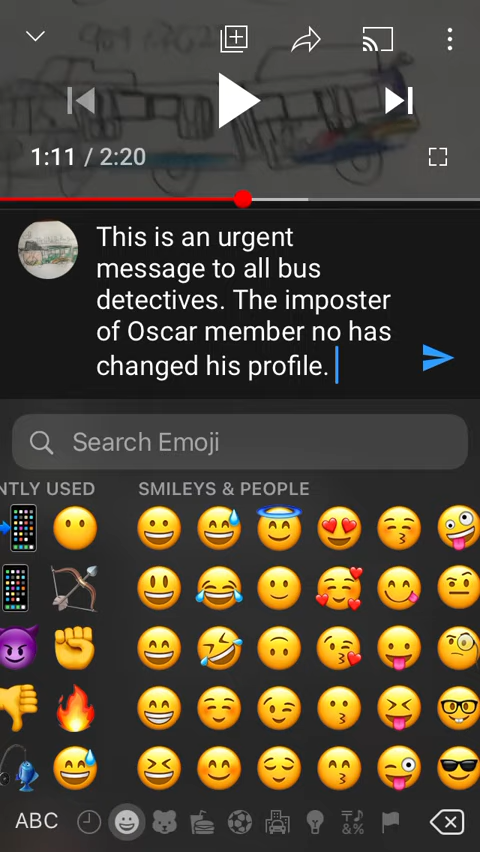 1:11 / 2:20
This is an urgent
message to all bus
detectives. The imposter
of Oscar member no has
changed his profile.
Search Emoji
NTLY USED SMILEYS & PEOPLE
ABC